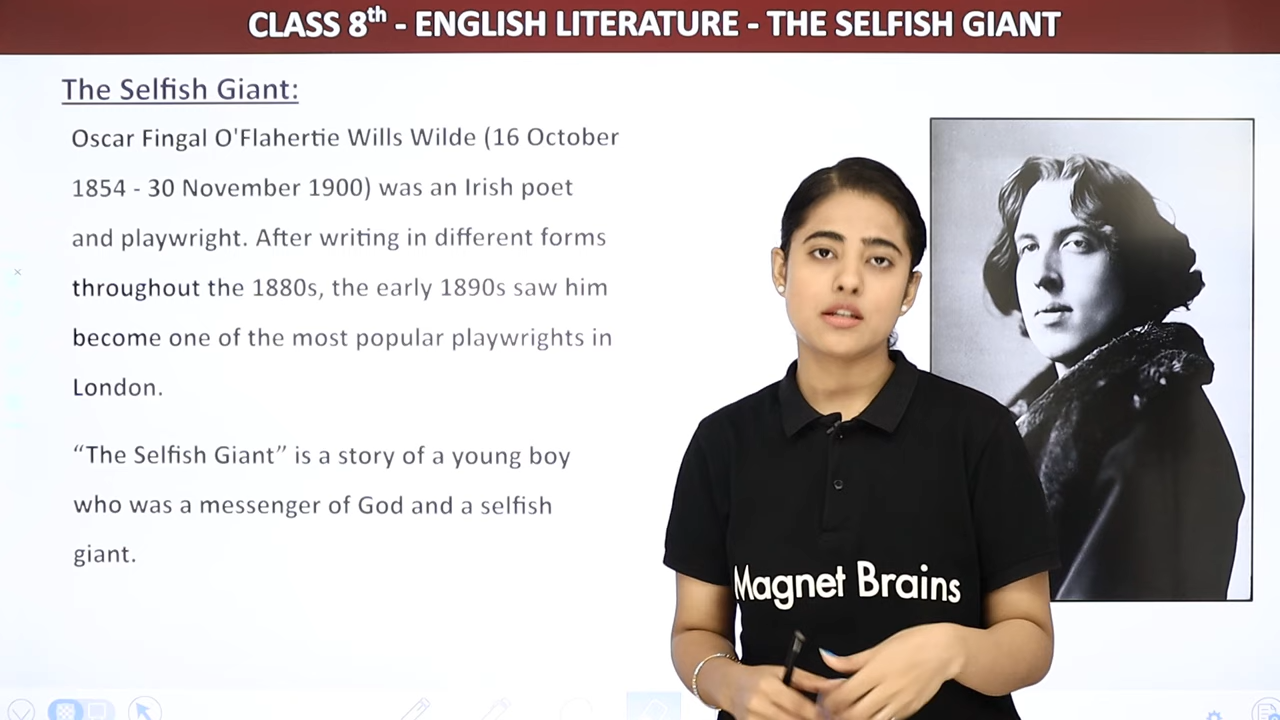 CLASS 8th - ENGLISH LITERATURE - THE SELFISH GIANT
The Selfish Giant:
Oscar Fingal O'Flahertie Wills Wilde (16 October
1854 - 30 November 1900) was an Irish poet
and playwright. After writing in different forms
throughout the 1880s, the early 1890s saw him
become one of the most popular playwrights in
London.
“The Selfish Giant” is a story of a young boy
who was a messenger of God and a selfish
giant.
Magnet Brains